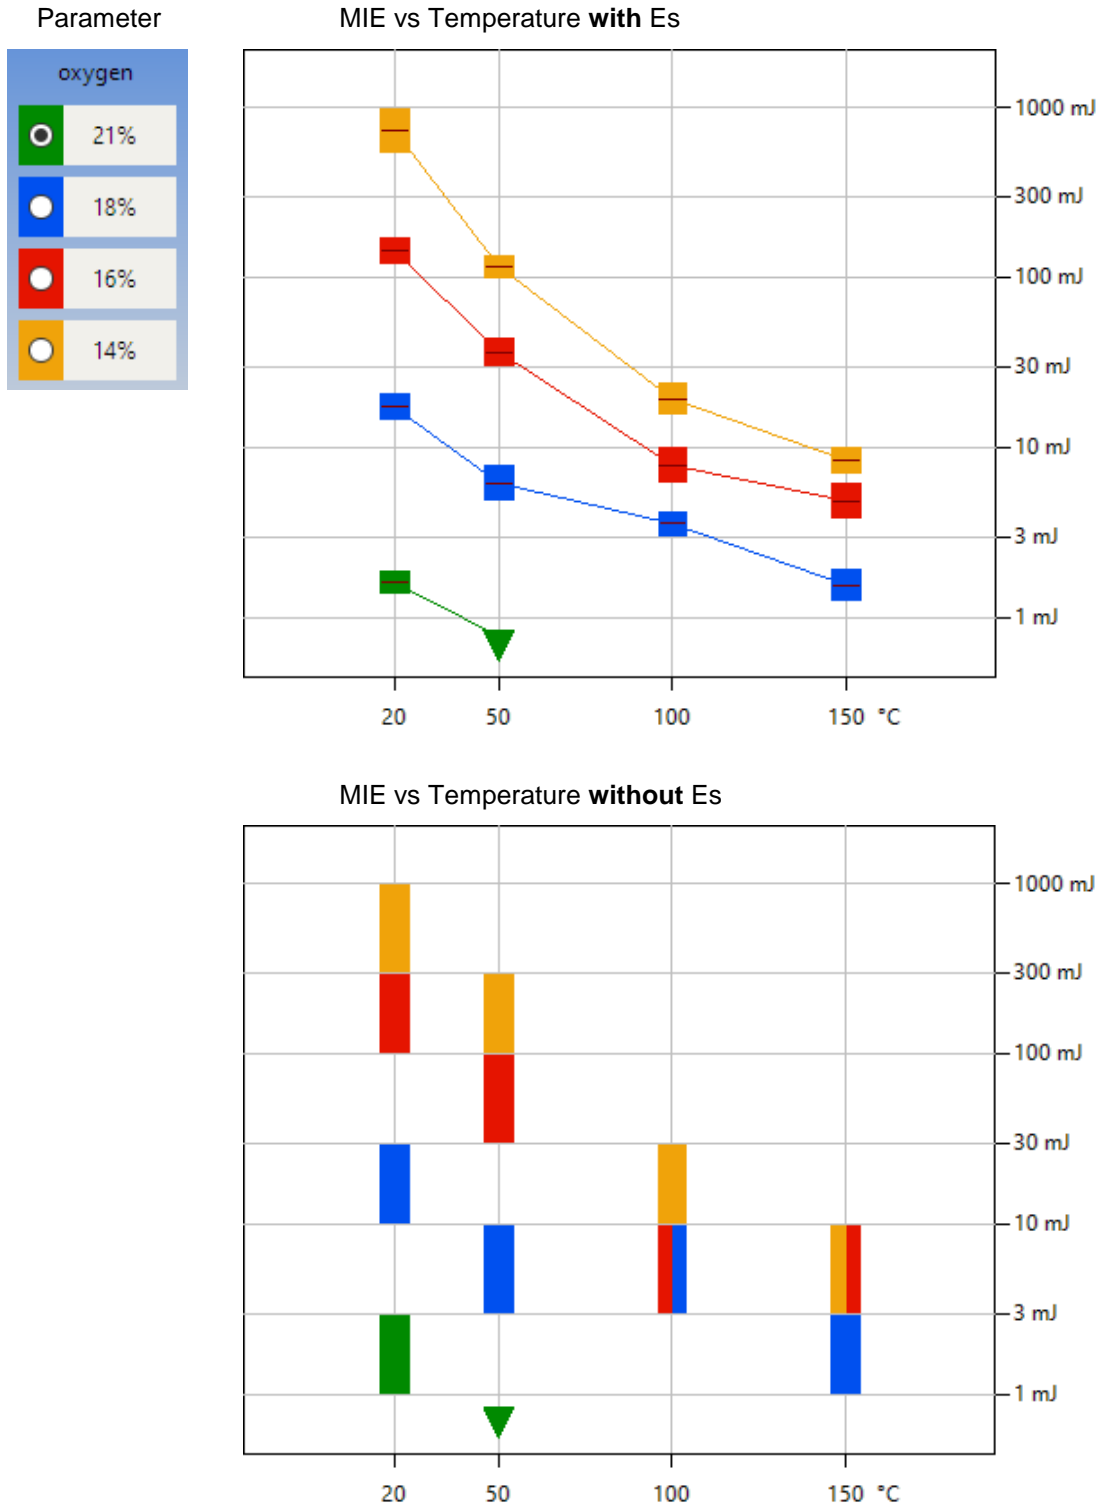 Parameter
MIE vs Temperature with Es
oxygen
21%
18%
16%
14%
1000 mJ
300 mJ
100 mJ
30 mJ
10 mJ
3 mJ
1 mJ
20 50 100 150 °C
MIE vs Temperature without Es
1000 mJ
300 mJ
100 mJ
30 mJ
10 mJ
3 mJ
1 mJ
20 50 100 150 °C